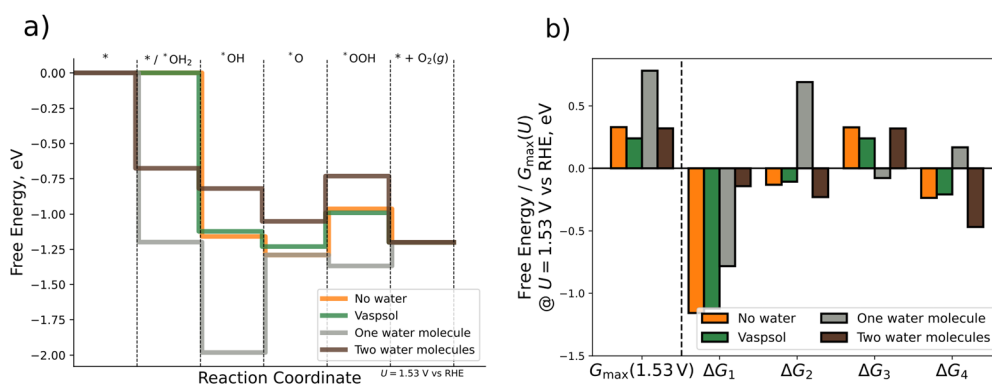 a)
* * / *OH₂ *OH *O *OOH * + O₂(g)
Free Energy, eV
0.00
−0.25
−0.50
−0.75
−1.00
−1.25
−1.50
−1.75
−2.00
No water
Vaspsol
One water molecule
Two water molecules
Reaction Coordinate
U = 1.53 V vs RHE
b)
Free Energy / Gmax(U)
@ U = 1.53 V vs RHE, eV
0.5
0.0
−0.5
−1.0
−1.5
No water
Vaspsol
One water molecule
Two water molecules
Gmax(1.53 V) ΔG₁ ΔG₂ ΔG₃ ΔG₄